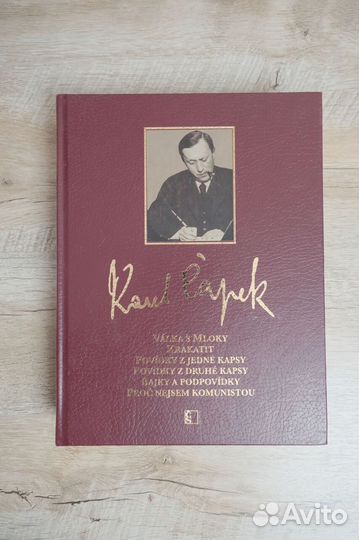 Karel Čapek
VÁLKA S MLOKY
KRAKATIT
POVÍDKY Z JEDNÉ KAPSY
POVÍDKY Z DRUHÉ KAPSY
BAJKY A PODPOVÍDKY
PROČ NEJSEM KOMUNISTOU
Avito